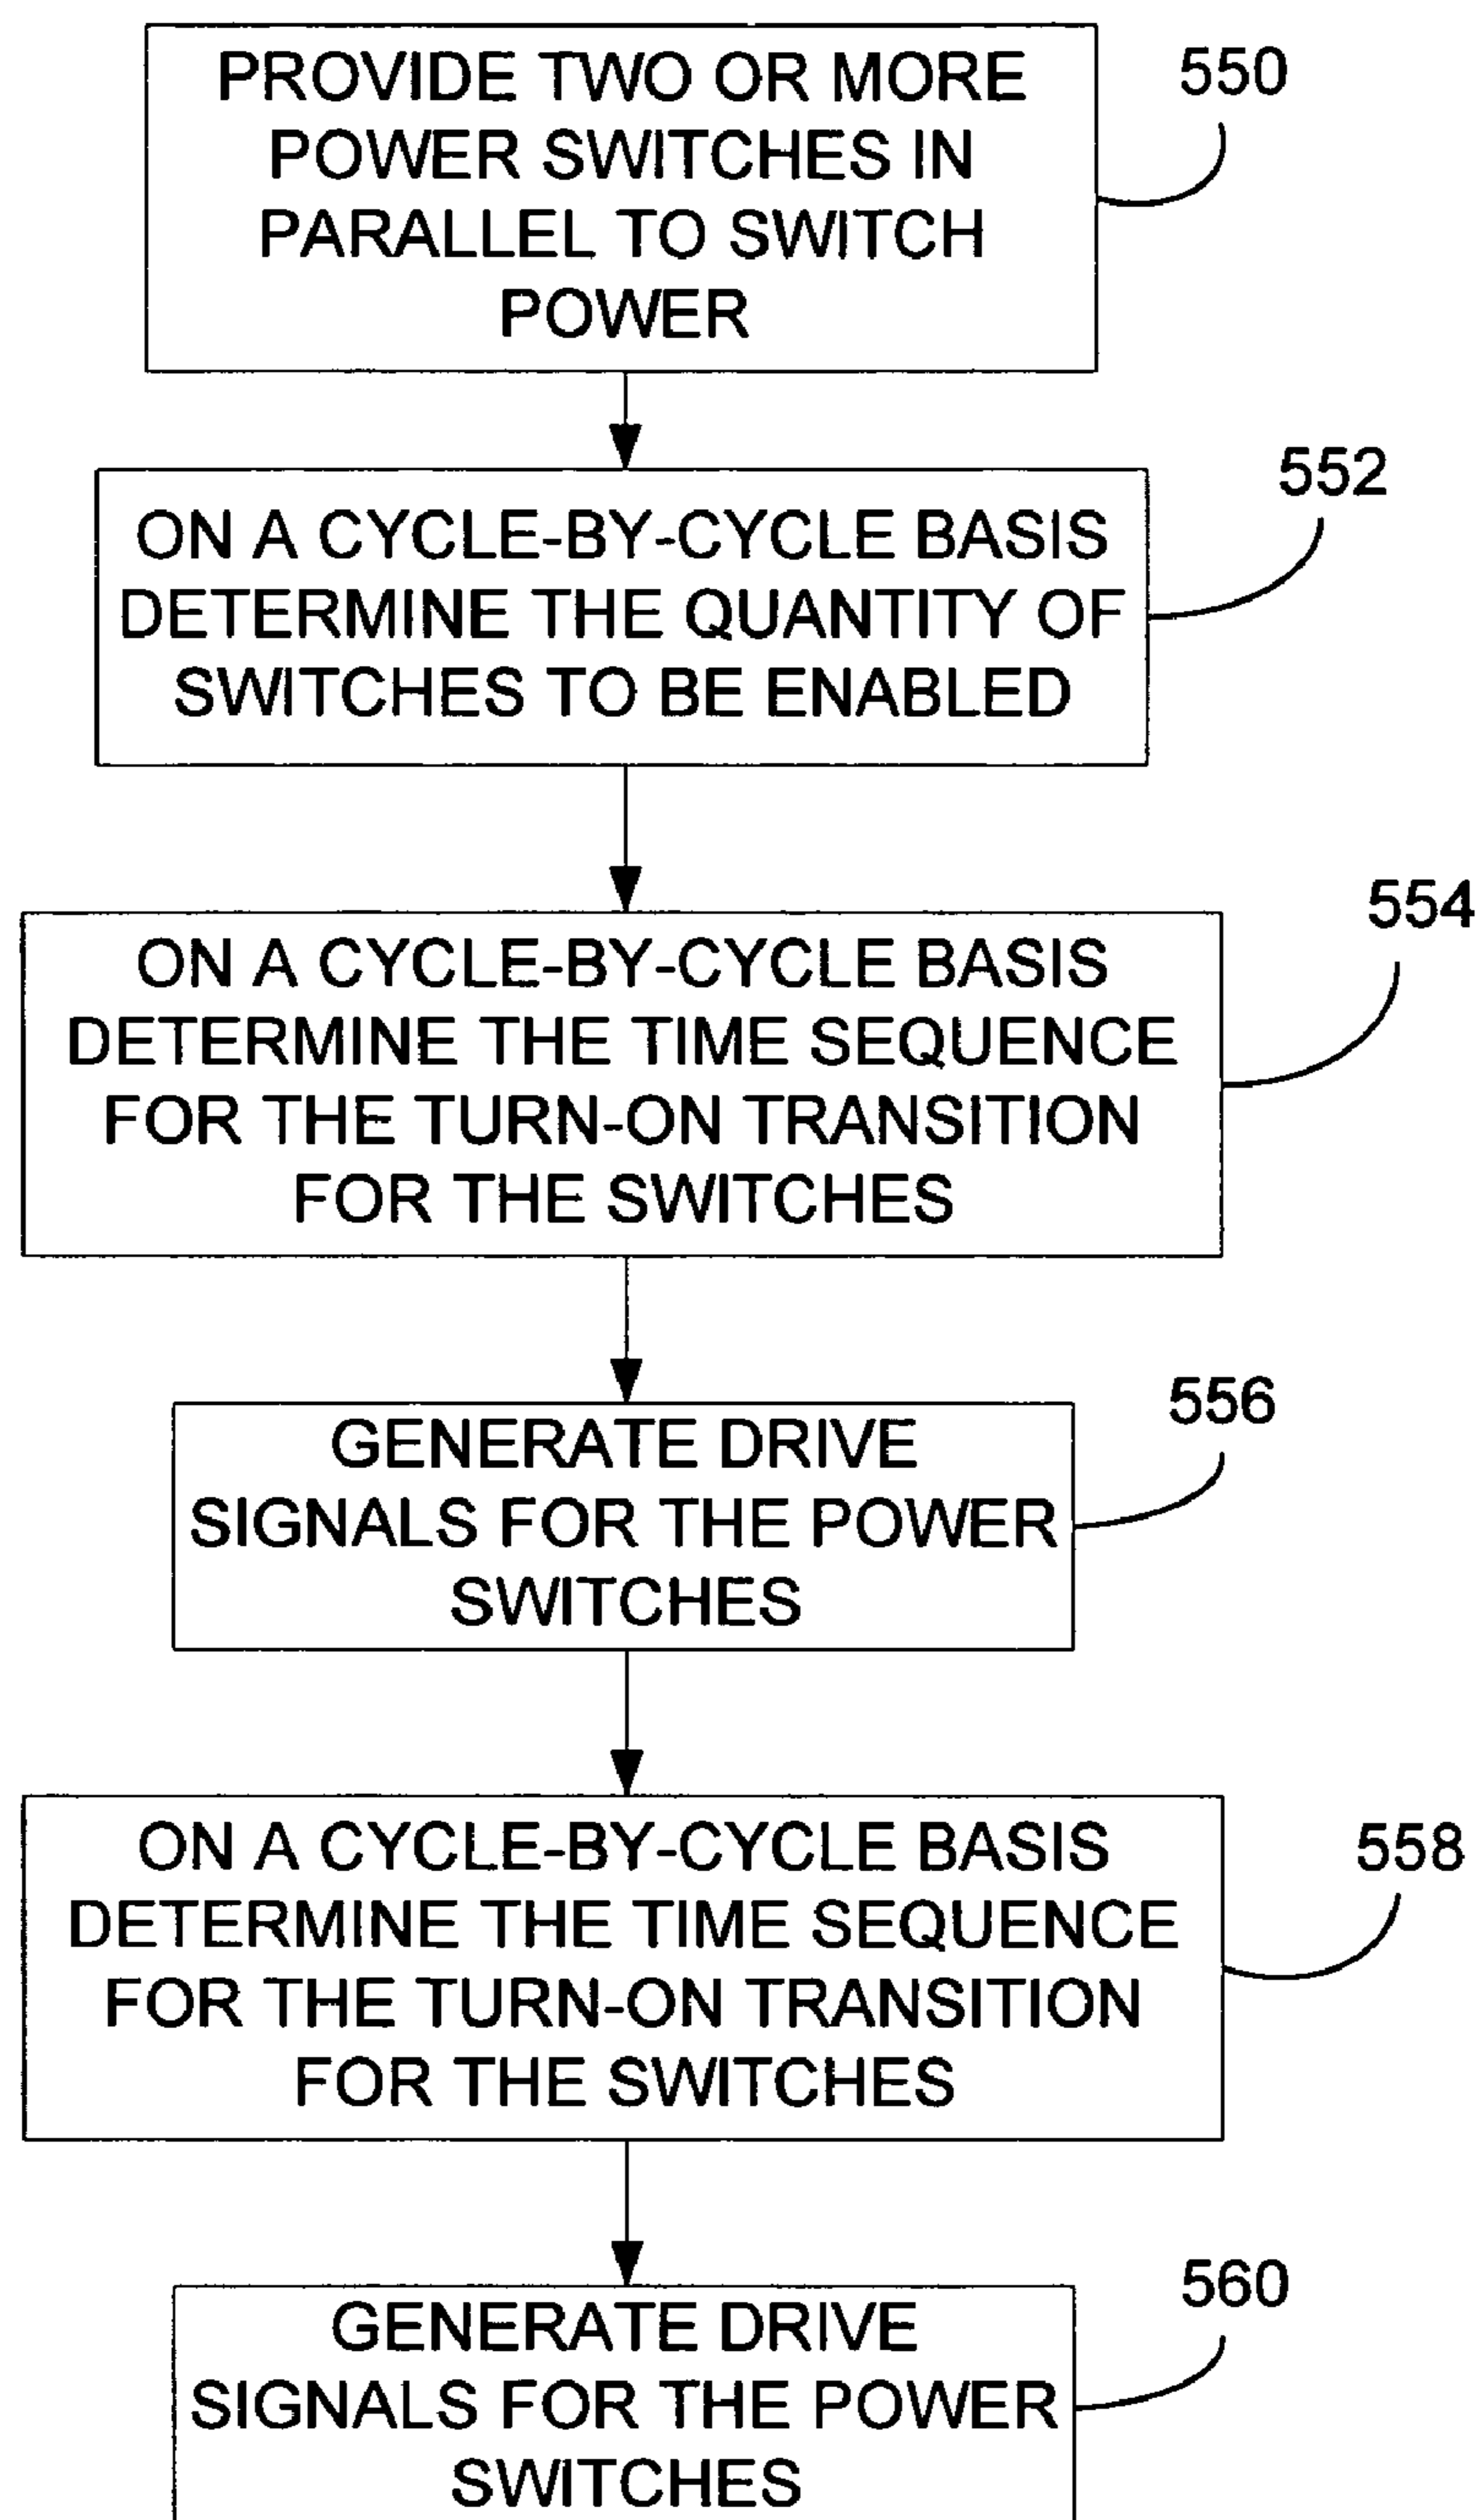 PROVIDE TWO OR MORE
POWER SWITCHES IN
PARALLEL TO SWITCH
POWER
550
ON A CYCLE-BY-CYCLE BASIS
DETERMINE THE QUANTITY OF
SWITCHES TO BE ENABLED
552
ON A CYCLE-BY-CYCLE BASIS
DETERMINE THE TIME SEQUENCE
FOR THE TURN-ON TRANSITION
FOR THE SWITCHES
554
GENERATE DRIVE
SIGNALS FOR THE POWER
SWITCHES
556
ON A CYCLE-BY-CYCLE BASIS
DETERMINE THE TIME SEQUENCE
FOR THE TURN-ON TRANSITION
FOR THE SWITCHES
558
GENERATE DRIVE
SIGNALS FOR THE POWER
SWITCHES
560